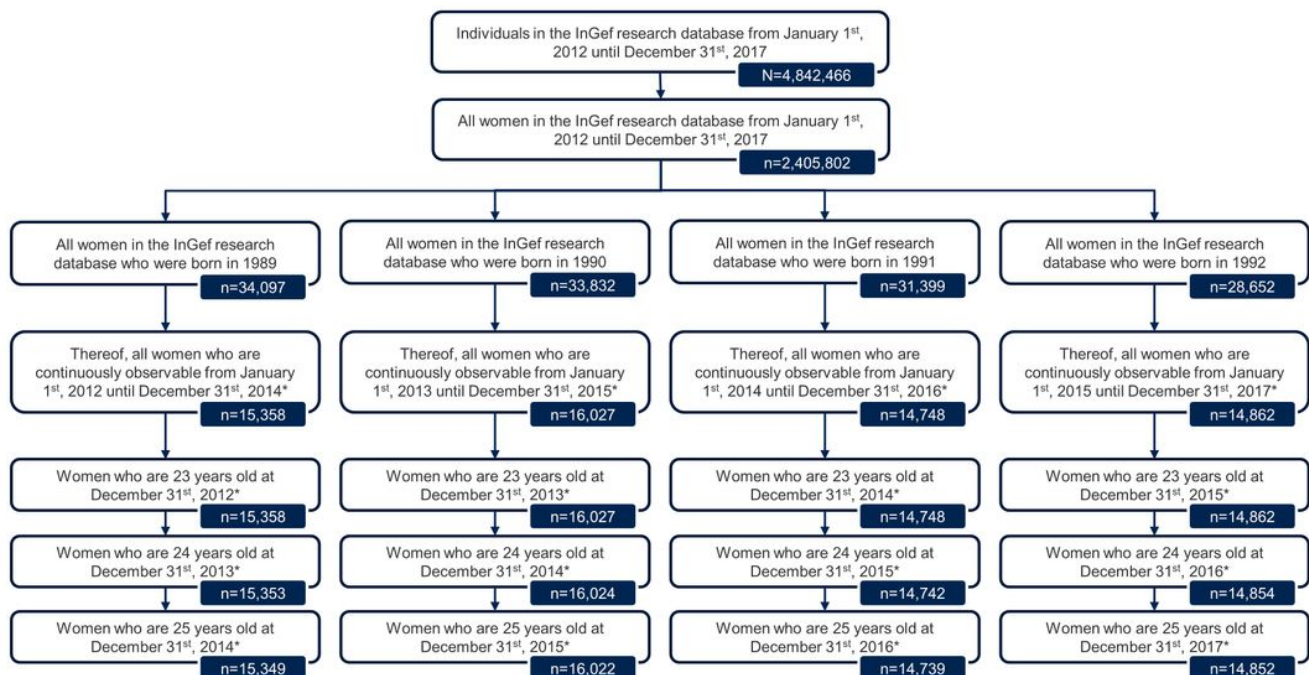 Individuals in the InGef research database from January 1st,
2012 until December 31st, 2017
N=4,842,466
All women in the InGef research database from January 1st,
2012 until December 31st, 2017
n=2,405,802
All women in the InGef research
database who were born in 1989
n=34,097
All women in the InGef research
database who were born in 1990
n=33,832
All women in the InGef research
database who were born in 1991
n=31,399
All women in the InGef research
database who were born in 1992
n=28,652
Thereof, all women who are
continuously observable from January
1st, 2012 until December 31st, 2014*
n=15,358
Thereof, all women who are
continuously observable from January
1st, 2013 until December 31st, 2015*
n=16,027
Thereof, all women who are
continuously observable from January
1st, 2014 until December 31st, 2016*
n=14,748
Thereof, all women who are
continuously observable from January
1st, 2015 until December 31st, 2017*
n=14,862
Women who are 23 years old at
December 31st, 2012*
n=15,358
Women who are 23 years old at
December 31st, 2013*
n=16,027
Women who are 23 years old at
December 31st, 2014*
n=14,748
Women who are 23 years old at
December 31st, 2015*
n=14,862
Women who are 24 years old at
December 31st, 2013*
n=15,353
Women who are 24 years old at
December 31st, 2014*
n=16,024
Women who are 24 years old at
December 31st, 2015*
n=14,742
Women who are 24 years old at
December 31st, 2016*
n=14,854
Women who are 25 years old at
December 31st, 2014*
n=15,349
Women who are 25 years old at
December 31st, 2015*
n=16,022
Women who are 25 years old at
December 31st, 2016*
n=14,739
Women who are 25 years old at
December 31st, 2017*
n=14,852